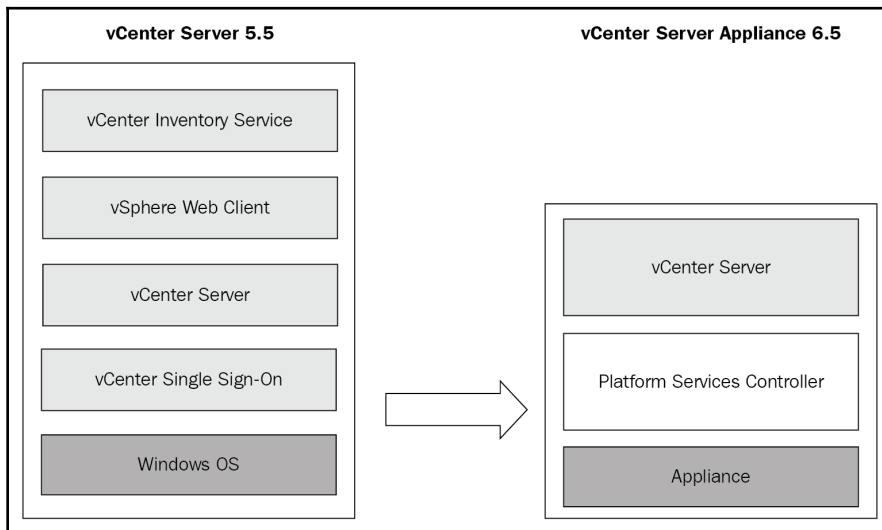 vCenter Server 5.5
vCenter Inventory Service
vSphere Web Client
vCenter Server
vCenter Single Sign-On
Windows OS
vCenter Server Appliance 6.5
vCenter Server
Platform Services Controller
Appliance